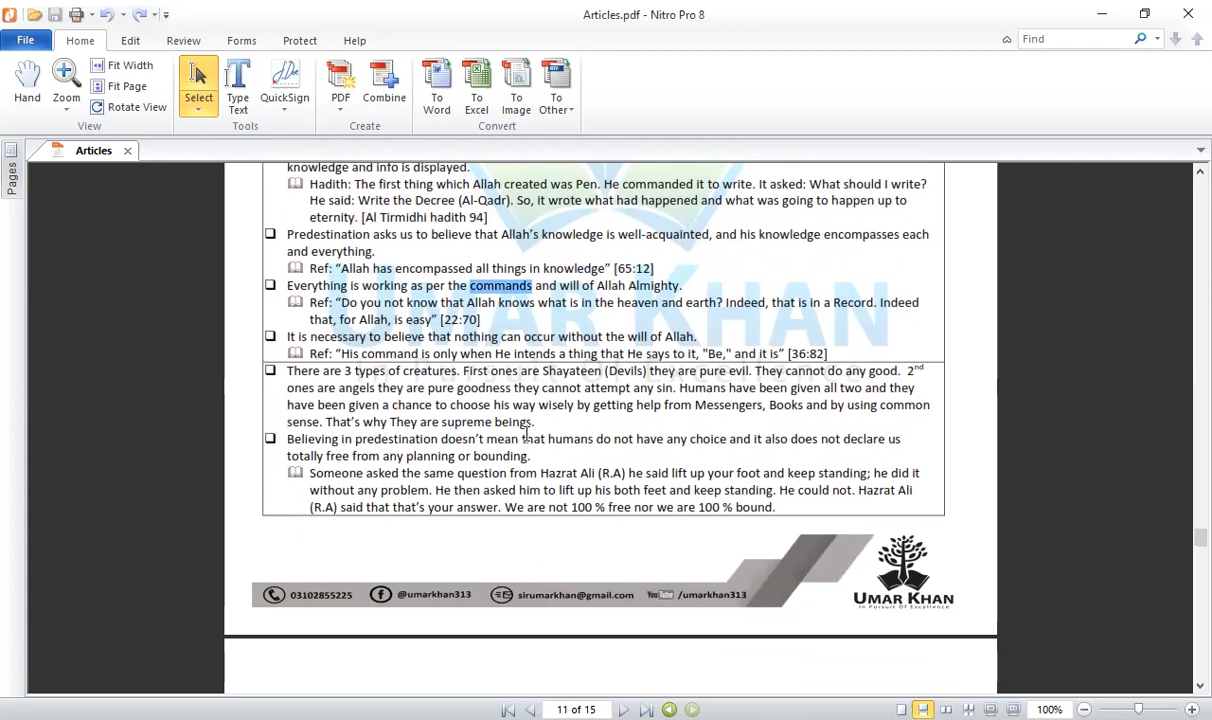 Articles.pdf - Nitro Pro 8
File Home Edit Review Forms Protect Help Find
Hand Zoom Fit Width Fit Page Rotate View Select Type Text QuickSign PDF Combine To Word To Excel To Image To Other
View Tools Create Convert
Articles
Pages
knowledge and info is displayed.
Hadith: The first thing which Allah created was Pen. He commanded it to write. It asked: What should I write?
He said: Write the Decree (Al-Qadr). So, it wrote what had happened and what was going to happen up to
eternity. [Al Tirmidhi hadith 94]
Predestination asks us to believe that Allah's knowledge is well-acquainted, and his knowledge encompasses each
and everything.
Ref: “Allah has encompassed all things in knowledge” [65:12]
Everything is working as per the commands and will of Allah Almighty.
Ref: “Do you not know that Allah knows what is in the heaven and earth? Indeed, that is in a Record. Indeed
that, for Allah, is easy” [22:70]
It is necessary to believe that nothing can occur without the will of Allah.
Ref: “His command is only when He intends a thing that He says to it, "Be," and it is” [36:82]
There are 3 types of creatures. First ones are Shayateen (Devils) they are pure evil. They cannot do any good. 2nd
ones are angels they are pure goodness they cannot attempt any sin. Humans have been given all two and they
have been given a chance to choose his way wisely by getting help from Messengers, Books and by using common
sense. That's why They are supreme beings.
Believing in predestination doesn't mean that humans do not have any choice and it also does not declare us
totally free from any planning or bounding.
Someone asked the same question from Hazrat Ali (R.A) he said lift up your foot and keep standing; he did it
without any problem. He then asked him to lift up his both feet and keep standing. He could not. Hazrat Ali
(R.A) said that that's your answer. We are not 100 % free nor we are 100 % bound.
UMAR KHAN
In Pursuit Of Excellence
03102855225 @umarkhan313 sirumarkhan@gmail.com YouTube /umarkhan313
UMAR KHAN
In Pursuit Of Excellence
11 of 15 100%